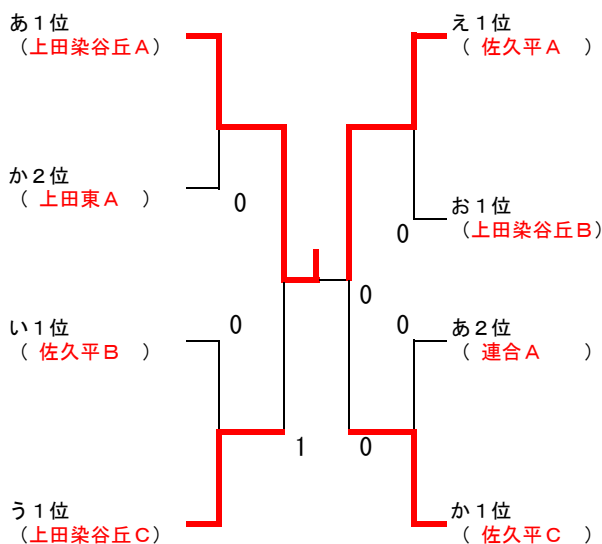 あ１位
（上田染谷丘Ａ）
か２位
（ 上田東Ａ ）
0
い１位
（ 佐久平Ｂ ）
0
う１位
（上田染谷丘Ｃ）
1
え１位
（ 佐久平Ａ ）
お１位
（上田染谷丘Ｂ）
0
0
あ２位
（ 連合Ａ ）
0
か１位
（ 佐久平Ｃ ）
0